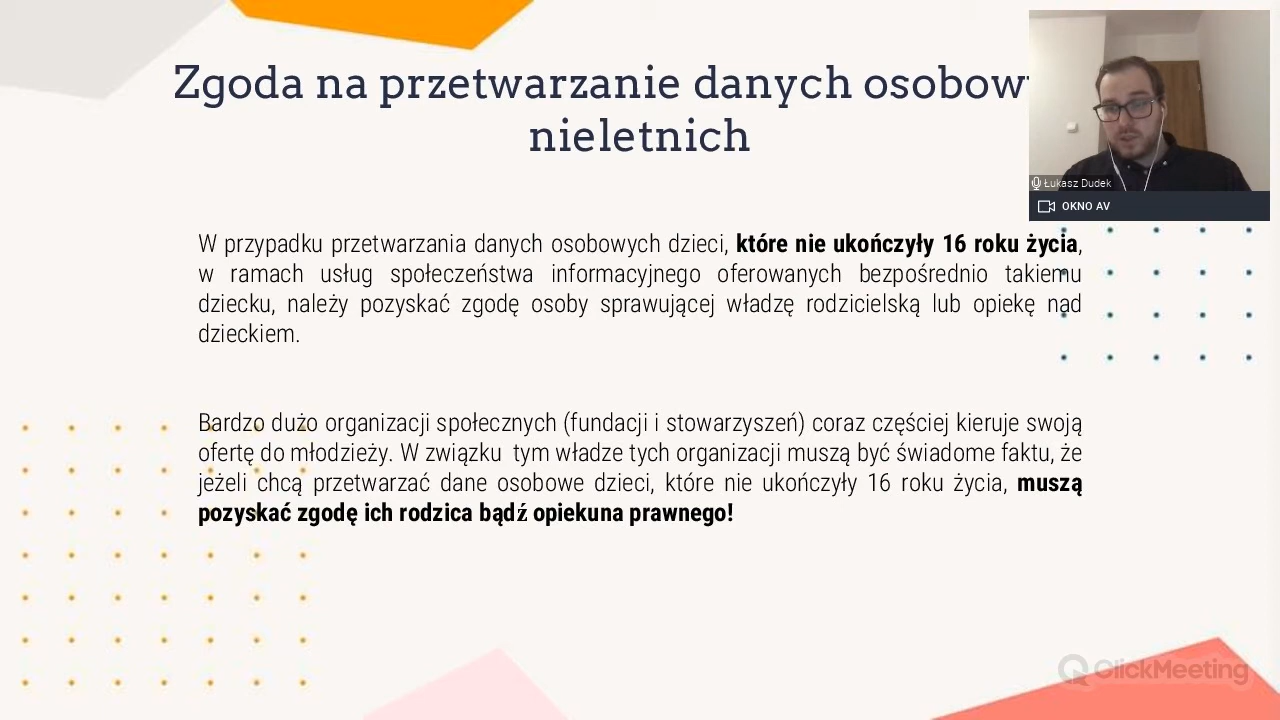 Zgoda na przetwarzanie danych osobow
nieletnich
Łukasz Dudek
OKNO AV
W przypadku przetwarzania danych osobowych dzieci, które nie ukończyły 16 roku życia,
w ramach usług społeczeństwa informacyjnego oferowanych bezpośrednio takiemu
dziecku, należy pozyskać zgodę osoby sprawującej władzę rodzicielską lub opiekę nad
dzieckiem.
Bardzo dużo organizacji społecznych (fundacji i stowarzyszeń) coraz częściej kieruje swoją
ofertę do młodzieży. W związku tym władze tych organizacji muszą być świadome faktu, że
jeżeli chcą przetwarzać dane osobowe dzieci, które nie ukończyły 16 roku życia, muszą
pozyskać zgodę ich rodzica bądź opiekuna prawnego!
ClickMeeting